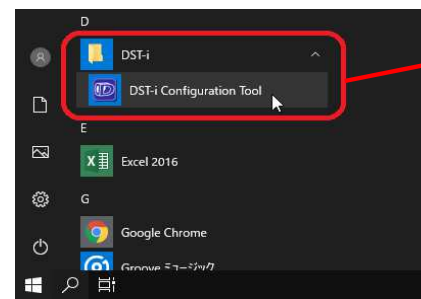 D
DST-i
DST-i Configuration Tool
E
Excel 2016
G
Google Chrome
Groove ミュージック